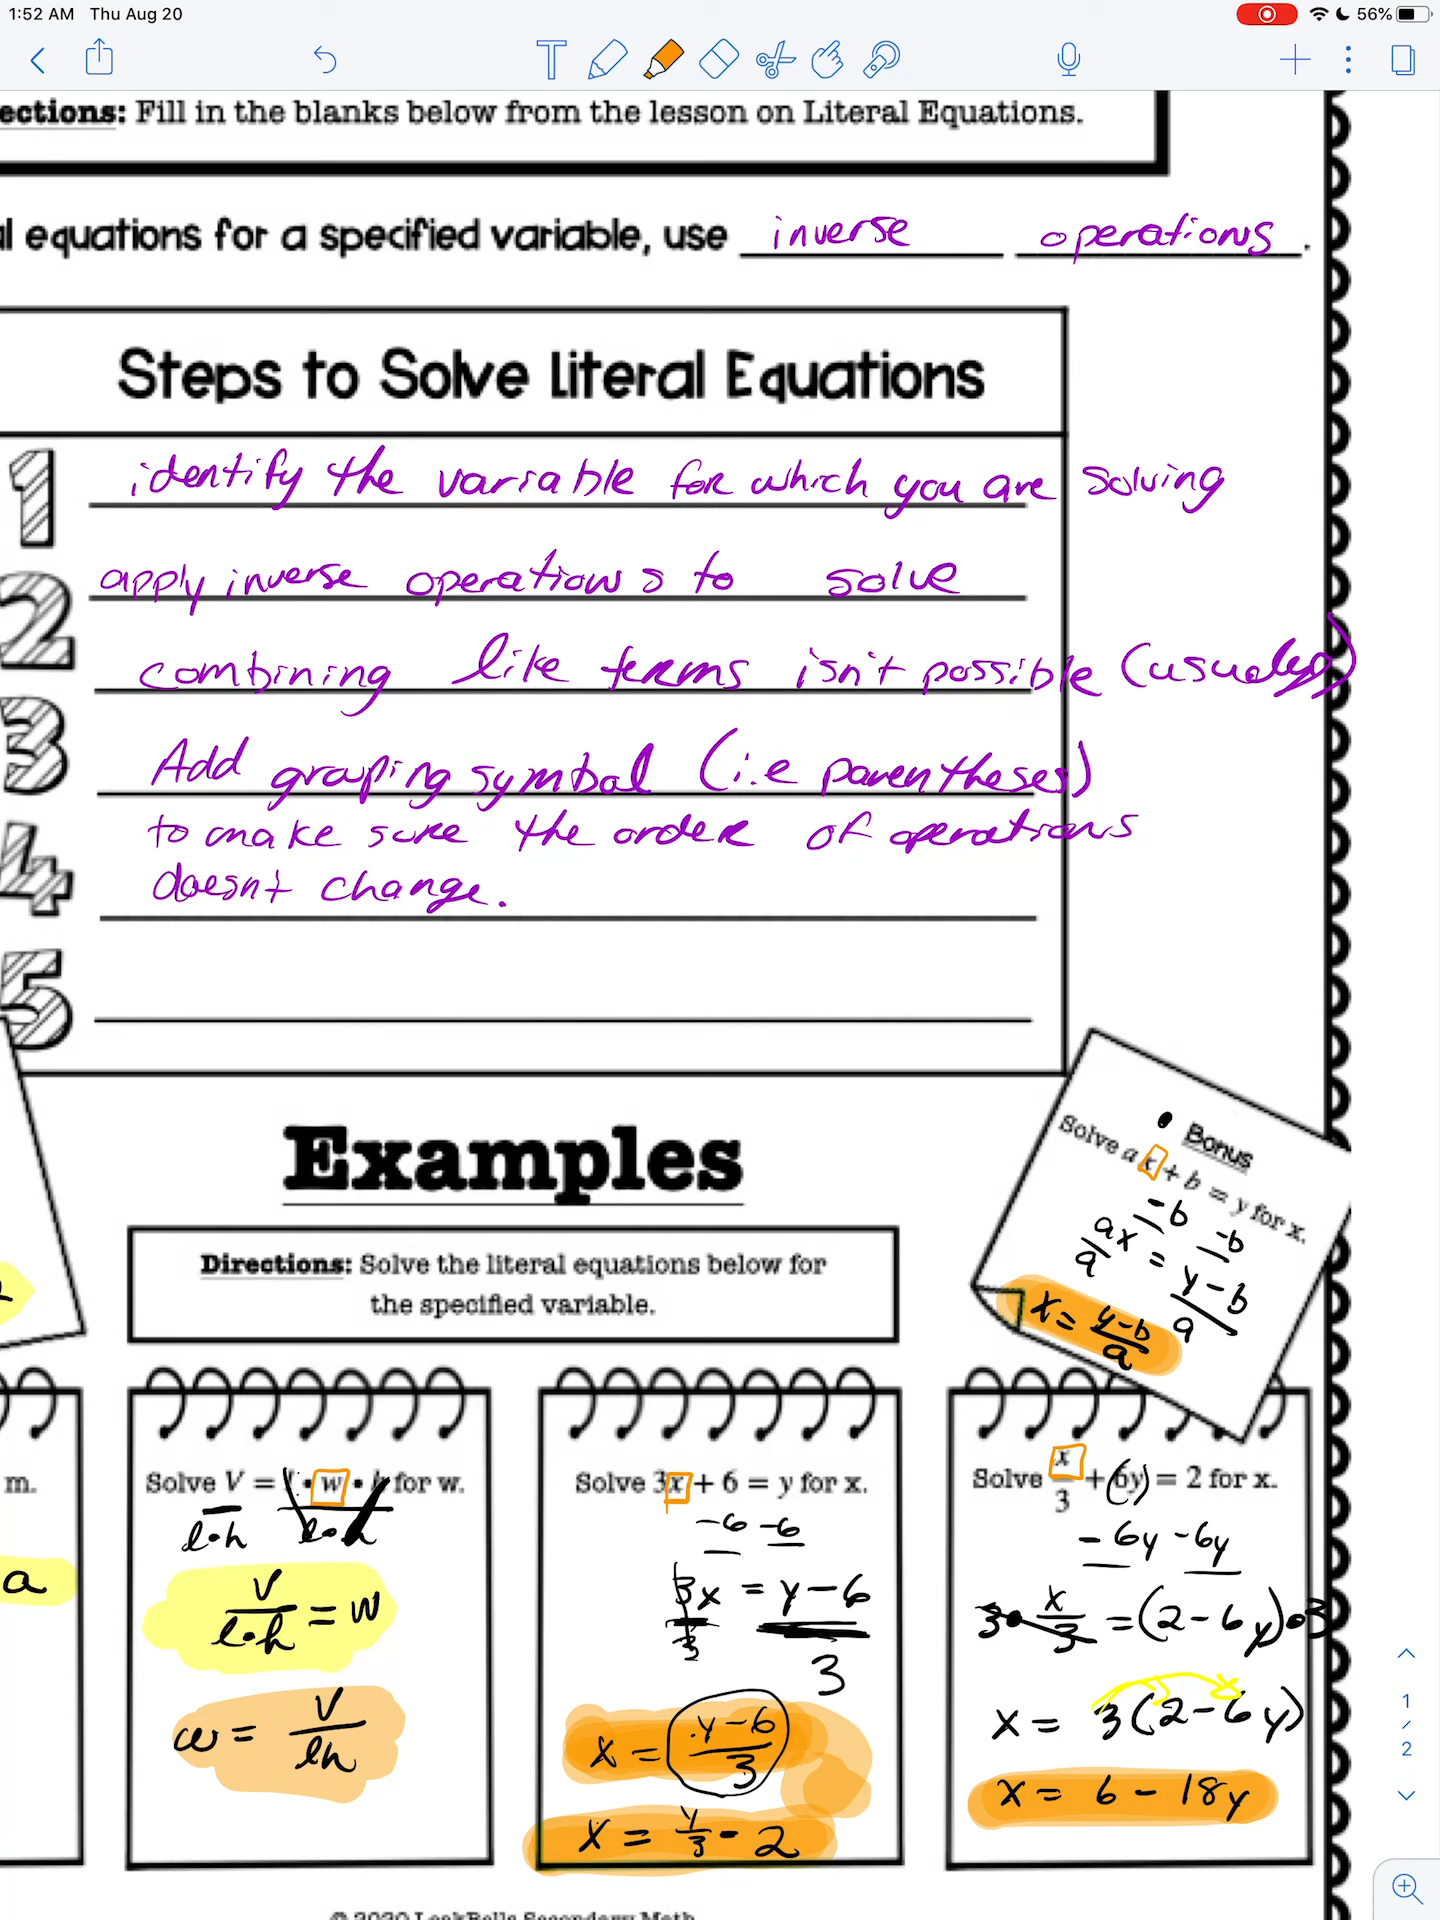 1:52 AM Thu Aug 20
56%
ections: Fill in the blanks below from the lesson on Literal Equations.
l equations for a specified variable, use inverse operations.
Steps to Solve Literal Equations
1 identify the variable for which you are solving
2 apply inverse operations to solve
combining like terms isn't possible (usually)
3 Add grouping symbol (i.e parentheses)
4 to make sure the order of operations
doesn't change.
5
Bonus
Solve ax + b = y for x.
-b -b
ax = y-b
a a
x = y-b
a
Examples
Directions: Solve the literal equations below for
the specified variable.
m.
a
Solve V = l · w · h for w.
l·h l·h
V
l·h = w
w = V
lh
Solve 3x + 6 = y for x.
-6 -6
3x = y-6
3 3
x = y-6
3
x = y/3 - 2
Solve x/3 + (6y) = 2 for x.
-6y -6y
3 · x/3 = (2-6y)·3
x = 3(2-6y)
x = 6 - 18y
1
/
2
© 2020 LeakBells Secondary Math